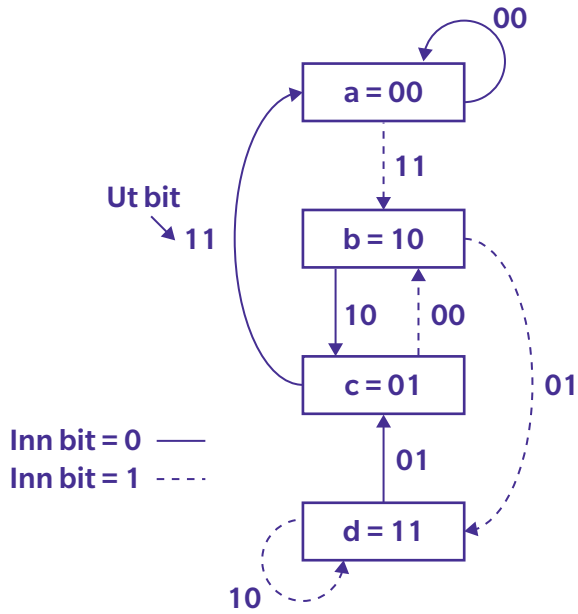 00
a = 00
11
Ut bit
11
b = 10
10
00
c = 01
01
Inn bit = 0
Inn bit = 1
01
d = 11
10